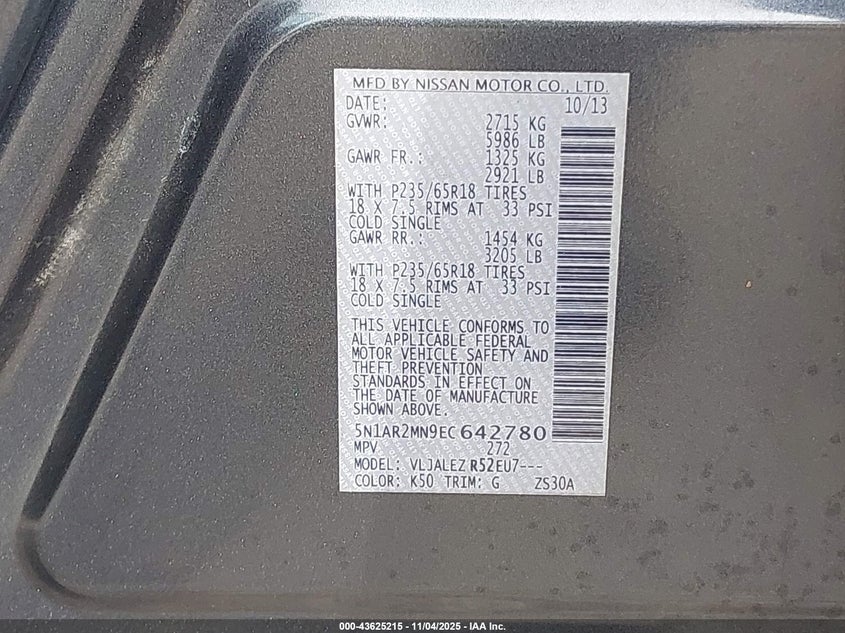 MFD BY NISSAN MOTOR CO., LTD.
DATE: 10/13
GVWR: 2715 KG
5986 LB
GAWR FR.: 1325 KG
2921 LB
WITH P235/65R18 TIRES
18 X 7.5 RIMS AT 33 PSI
COLD SINGLE
GAWR RR.: 1454 KG
3205 LB
WITH P235/65R18 TIRES
18 X 7.5 RIMS AT 33 PSI
COLD SINGLE
THIS VEHICLE CONFORMS TO
ALL APPLICABLE FEDERAL
MOTOR VEHICLE SAFETY AND
THEFT PREVENTION
STANDARDS IN EFFECT ON
THE DATE OF MANUFACTURE
SHOWN ABOVE.
5N1AR2MN9EC642780
MPV 272
MODEL: VLJALEZ R52EU7---
COLOR: K50 TRIM: G ZS30A
000-43625215 - 11/04/2025 - IAA Inc.